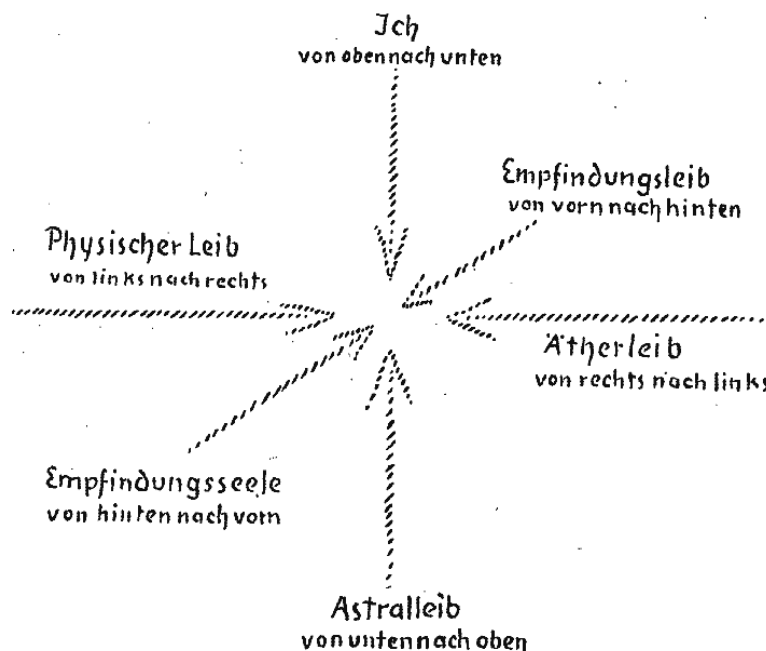 Ich
von oben nach unten
Empfindungsleib
von vorn nach hinten
Physischer Leib
von links nach rechts
Ätherleib
von rechts nach links
Empfindungsseele
von hinten nach vorn
Astralleib
von unten nach oben